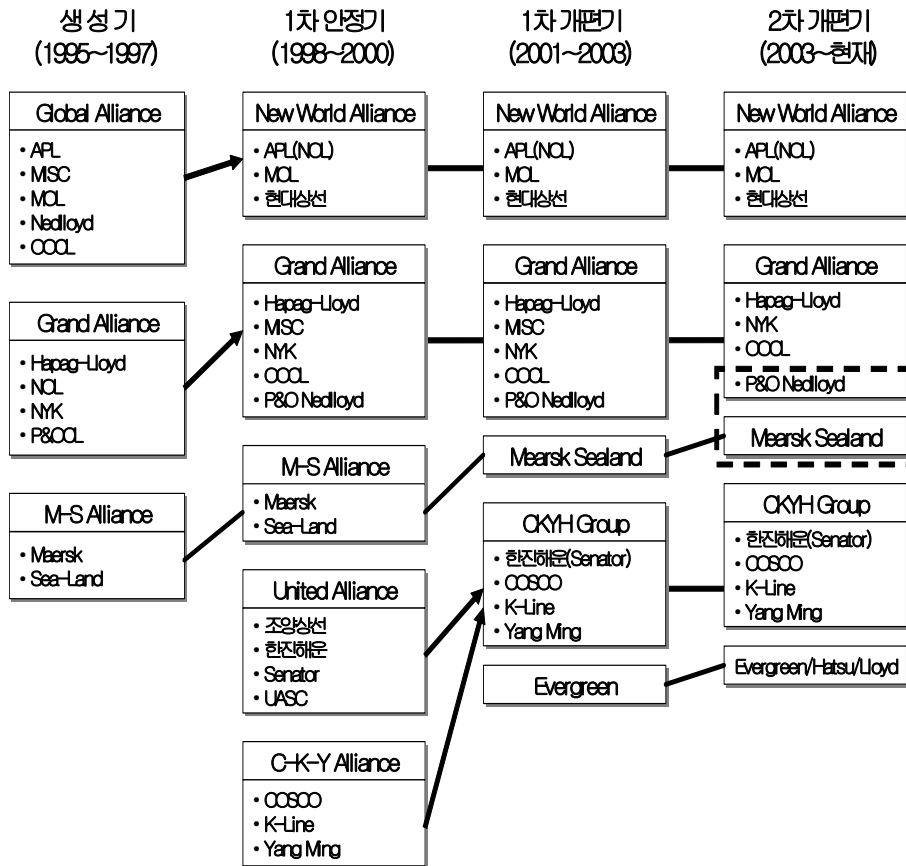 생 성 기
(1995~1997)
Global Alliance
• APL
• MISC
• MOL
• Nedlloyd
• OOCL
Grand Alliance
• Hapag-Lloyd
• NOL
• NYK
• P&OCL
M-S Alliance
• Maersk
• Sea-Land
1차 안정기
(1998~2000)
New World Alliance
• APL(NOL)
• MOL
• 현대상선
Grand Alliance
• Hapag-Lloyd
• MISC
• NYK
• OOCL
• P&O Nedlloyd
M-S Alliance
• Maersk
• Sea-Land
United Alliance
• 조양상선
• 한진해운
• Senator
• UASC
C-K-Y Alliance
• COSCO
• K-Line
• Yang Ming
1차 개편기
(2001~2003)
New World Alliance
• APL(NOL)
• MOL
• 현대상선
Grand Alliance
• Hapag-Lloyd
• MISC
• NYK
• OOCL
• P&O Nedlloyd
Mearsk Sealand
CKYH Group
• 한진해운(Senator)
• COSCO
• K-Line
• Yang Ming
Evergreen
2차 개편기
(2003~현재)
New World Alliance
• APL(NOL)
• MOL
• 현대상선
Grand Alliance
• Hapag-Lloyd
• NYK
• OOCL
• P&O Nedlloyd
Mearsk Sealand
CKYH Group
• 한진해운(Senator)
• COSCO
• K-Line
• Yang Ming
Evergreen/Hatsu/Lloyd